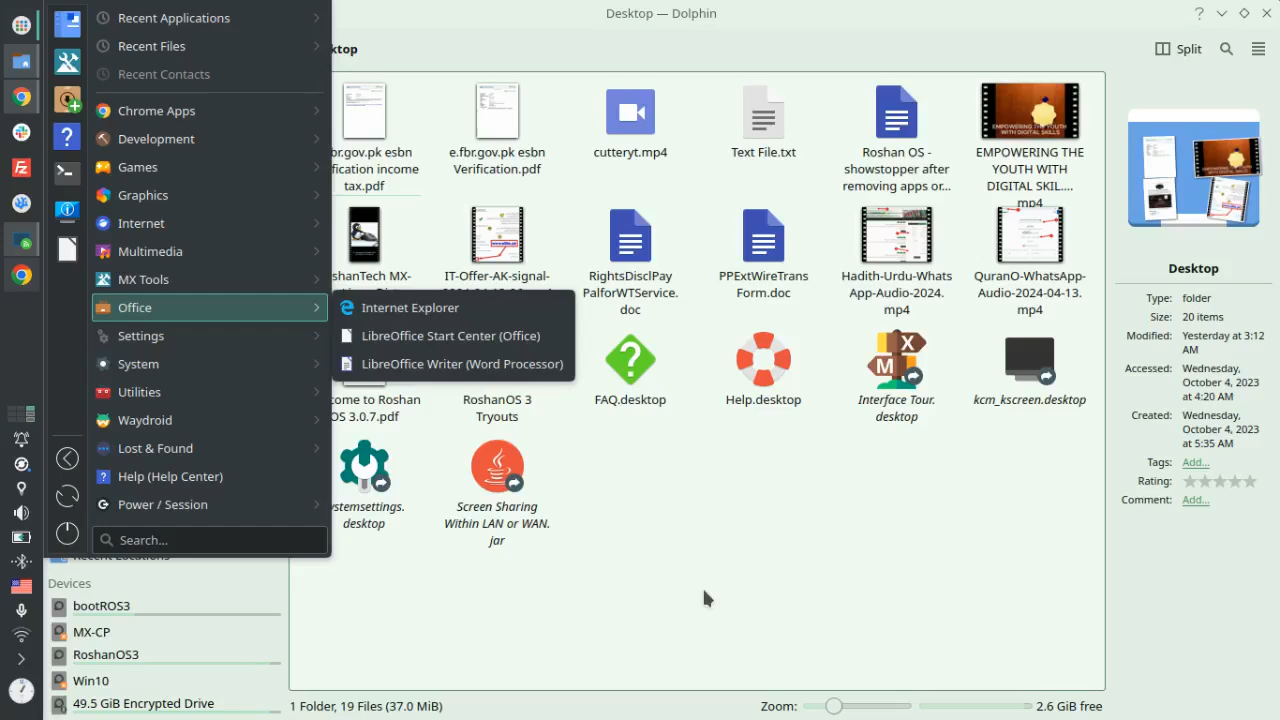 Desktop — Dolphin
ktop
Split
Recent Applications
Recent Files
Recent Contacts
Chrome Apps
Development
Games
Graphics
Internet
Multimedia
MX Tools
Office
Settings
System
Utilities
Waydroid
Lost & Found
Help (Help Center)
Power / Session
Search...
Internet Explorer
LibreOffice Start Center (Office)
LibreOffice Writer (Word Processor)
br.gov.pk esbn
fication income
tax.pdf
e.fbr.gov.pk esbn
Verification.pdf
cutteryt.mp4
Text File.txt
Roshan OS -
showstopper after
removing apps or...
EMPOWERING THE
YOUTH WITH
DIGITAL SKIL....
mp4
shanTech MX-
IT-Offer-AK-signal-
RightsDisclPay
PalforWTService.
doc
PPExtWireTrans
Form.doc
Hadith-Urdu-Whats
App-Audio-2024.
mp4
QuranO-WhatsApp-
Audio-2024-04-13.
mp4
come to Roshan
OS 3.0.7.pdf
RoshanOS 3
Tryouts
FAQ.desktop
Help.desktop
Interface Tour.
desktop
kcm_kscreen.desktop
stemsettings.
desktop
Screen Sharing
Within LAN or WAN.
jar
Desktop
Type: folder
Size: 20 items
Modified: Yesterday at 3:12
AM
Accessed: Wednesday,
October 4, 2023
at 4:20 AM
Created: Wednesday,
October 4, 2023
at 5:35 AM
Tags: Add...
Rating:
Comment: Add...
Devices
bootROS3
MX-CP
RoshanOS3
Win10
49.5 GiB Encrypted Drive
1 Folder, 19 Files (37.0 MiB)
Zoom:
2.6 GiB free